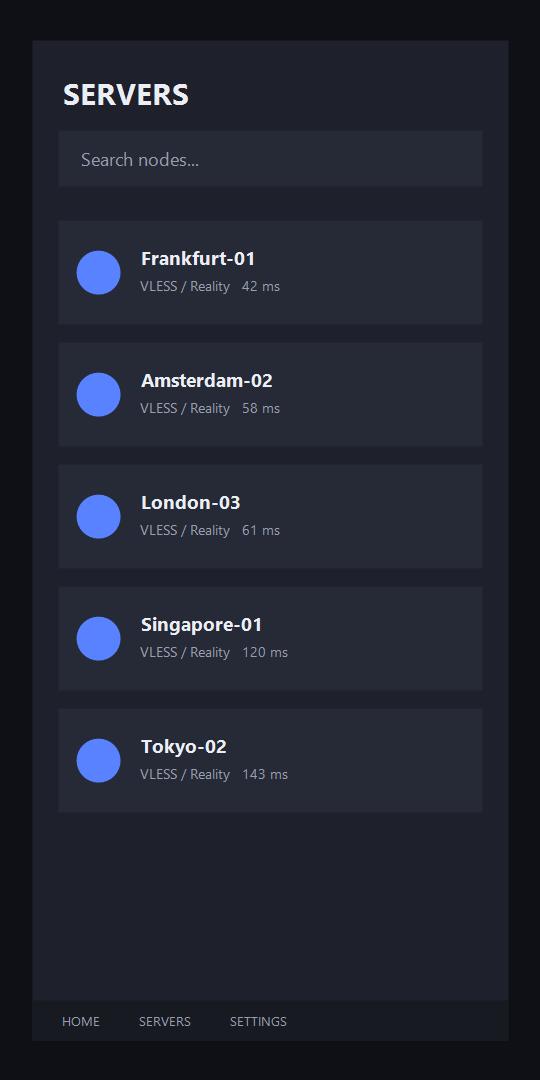 SERVERS
Search nodes...
Frankfurt-01
VLESS / Reality 42 ms
Amsterdam-02
VLESS / Reality 58 ms
London-03
VLESS / Reality 61 ms
Singapore-01
VLESS / Reality 120 ms
Tokyo-02
VLESS / Reality 143 ms
HOME SERVERS SETTINGS